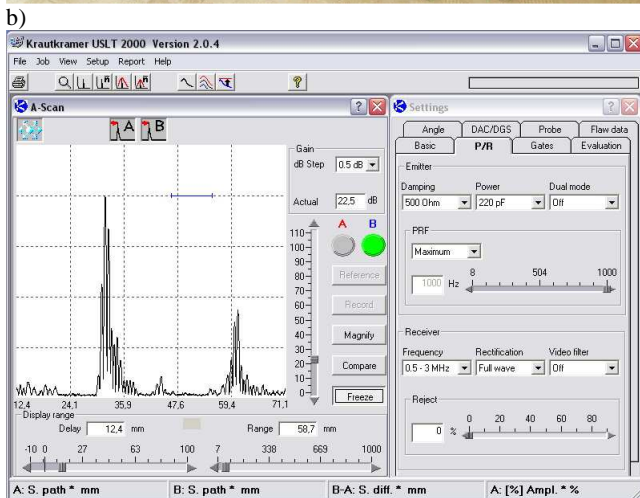 b)
Krautkramer USLT 2000 Version 2.0.4
File Job View Setup Report Help
A-Scan
A B
Gain
dB Step 0.5 dB
Actual 22,5 dB
A B
110
100
90
80
70
60
50
40
30
20
10
0
Reference
Record
Magnify
Compare
Freeze
12,4 24,1 35,9 47,6 59,4 71,1
Display range
Delay 12,4 mm Range 58,7 mm
-10 0 27 63 100 7 338 669 1000
Settings
Angle DAC/DGS Probe Flaw data
Basic P/R Gates Evaluation
Emitter
Damping Power Dual mode
500 Ohm 220 pF Off
PRF
Maximum
1000 Hz 8 504 1000
Receiver
Frequency Rectification Video filter
0.5 - 3 MHz Full wave Off
Reject
0 % 0 20 40 60 80
A: S. path * mm B: S. path * mm B-A: S. diff. * mm A: [%] Ampl. * %